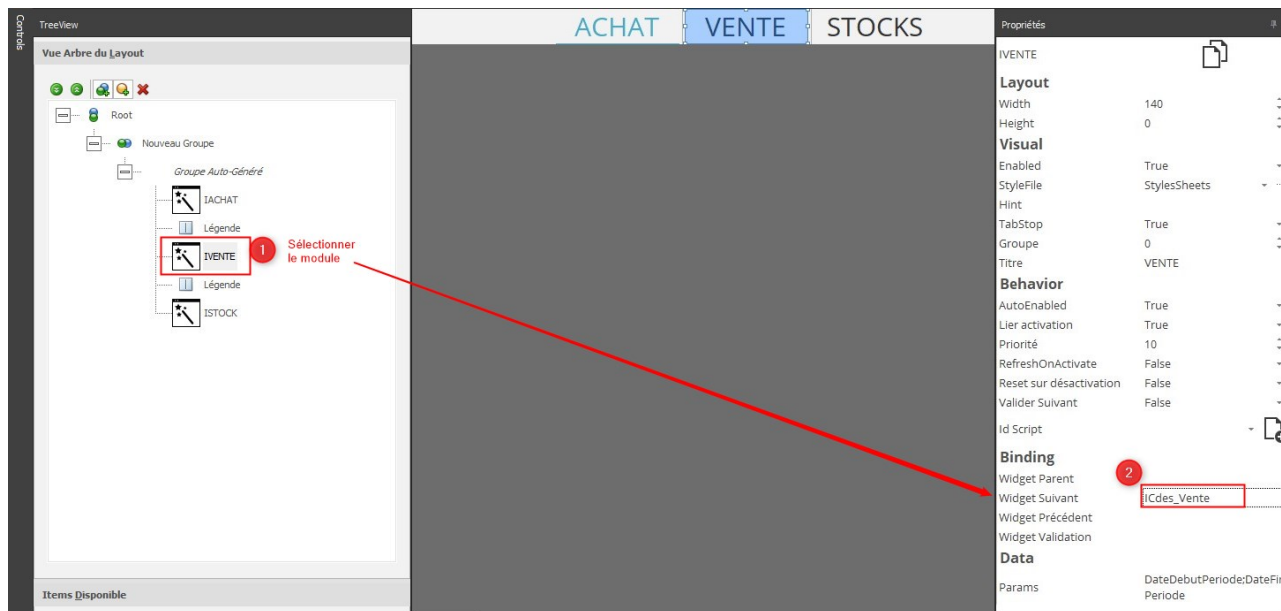 Controls
TreeView
Vue Arbre du Layout
Root
Nouveau Groupe
Groupe Auto-Généré
IACHAT
Légende
IVENTE
1
Sélectionner
le module
Légende
ISTOCK
Items Disponible
ACHAT VENTE STOCKS
Propriétés
IVENTE
Layout
Width 140
Height 0
Visual
Enabled True
StyleFile StylesSheets
Hint
TabStop True
Groupe 0
Titre VENTE
Behavior
AutoEnabled True
Lier activation True
Priorité 10
RefreshOnActivate False
Reset sur désactivation False
Valider Suivant False
Id Script
Binding
Widget Parent
2
Widget Suivant ICdes_Vente
Widget Précédent
Widget Validation
Data
Params DateDebutPeriode;DateFin
Periode